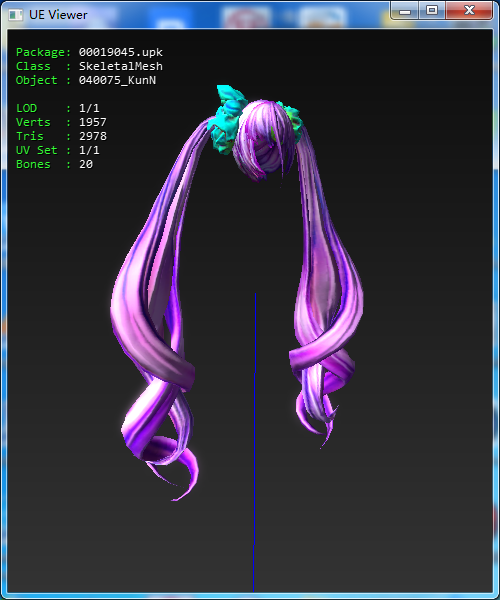 UE Viewer
Package: 00019045.upk
Class  : SkeletalMesh
Object : 040075_KunN
LOD    : 1/1
Verts  : 1957
Tris   : 2978
UV Set : 1/1
Bones  : 20